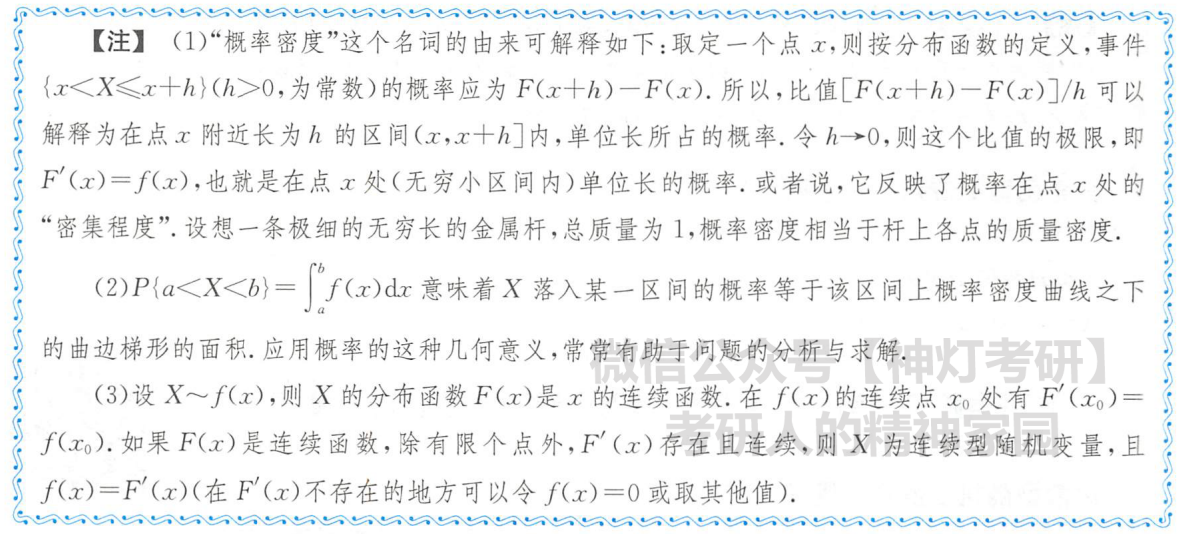 【注】 (1)“概率密度”这个名词的由来可解释如下:取定一个点 x,则按分布函数的定义,事件
{x<X≤x+h}(h>0,为常数)的概率应为 F(x+h)-F(x). 所以,比值[F(x+h)-F(x)]/h 可以
解释为在点 x 附近长为 h 的区间(x,x+h]内,单位长所占的概率. 令 h→0,则这个比值的极限,即
F′(x)=f(x),也就是在点 x 处(无穷小区间内)单位长的概率. 或者说,它反映了概率在点 x 处的
“密集程度”. 设想一条极细的无穷长的金属杆,总质量为 1,概率密度相当于杆上各点的质量密度.
(2)P{a<X<b}=∫_a^b f(x)dx 意味着 X 落入某一区间的概率等于该区间上概率密度曲线之下
的曲边梯形的面积. 应用概率的这种几何意义,常常有助于问题的分析与求解.
微信公众号【神灯考研】
(3)设 X~f(x),则 X 的分布函数 F(x)是 x 的连续函数. 在 f(x)的连续点 x₀ 处有 F′(x₀)=
考研人的精神家园
f(x₀). 如果 F(x)是连续函数,除有限个点外,F′(x)存在且连续,则 X 为连续型随机变量,且
f(x)=F′(x)(在 F′(x)不存在的地方可以令 f(x)=0 或取其他值).